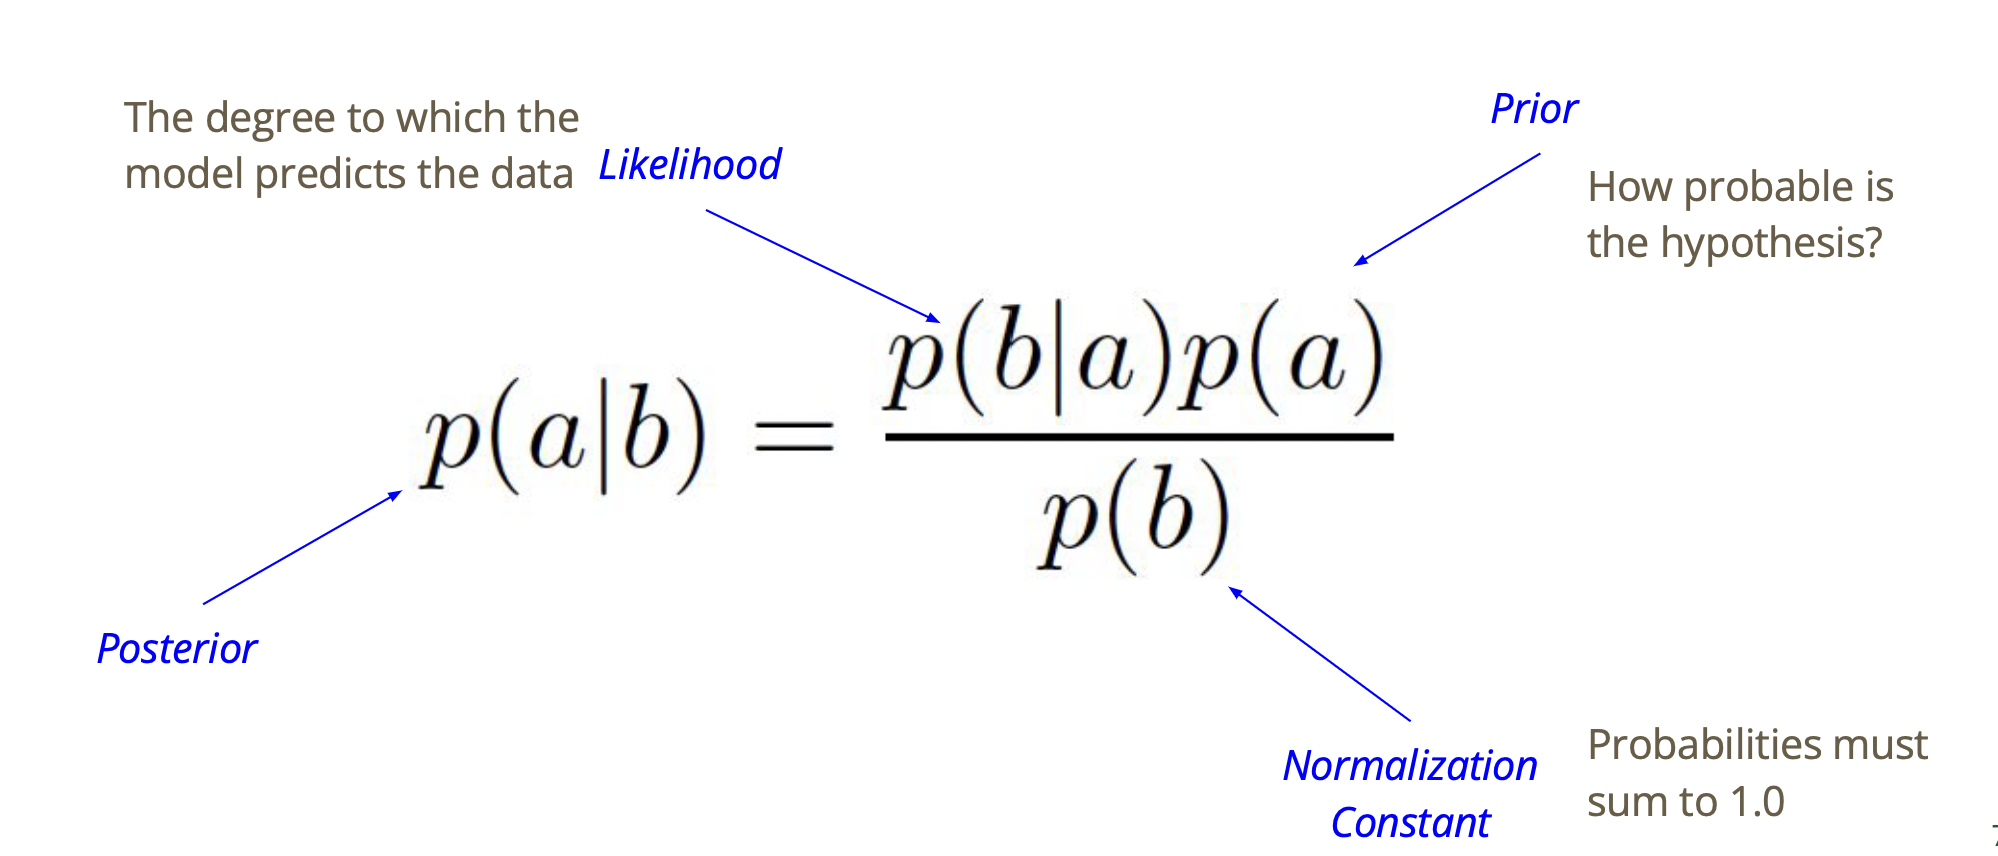 The degree to which the
model predicts the data
Likelihood
Prior
How probable is
the hypothesis?
p(a|b) = p(b|a)p(a)
p(b)
Posterior
Normalization
Constant
Probabilities must
sum to 1.0